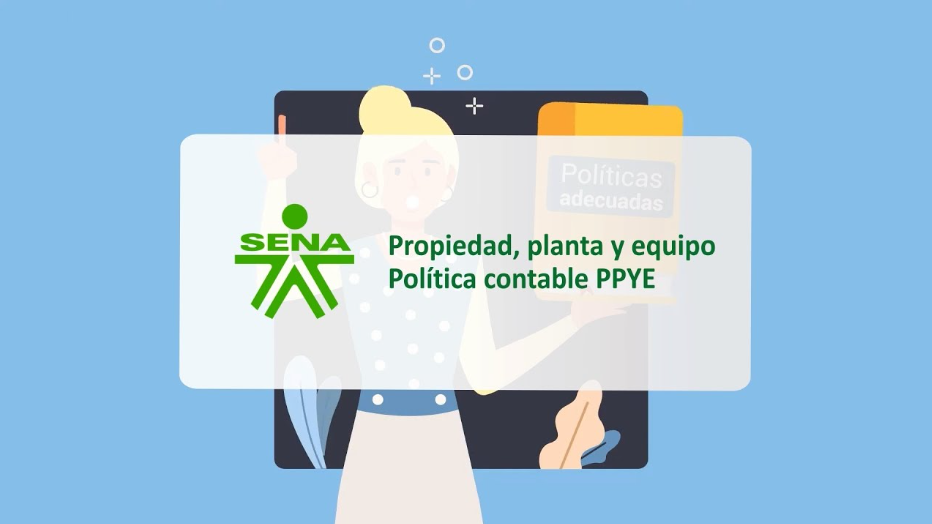 Políticas
adecuadas
SENA
Propiedad, planta y equipo
Política contable PPYE